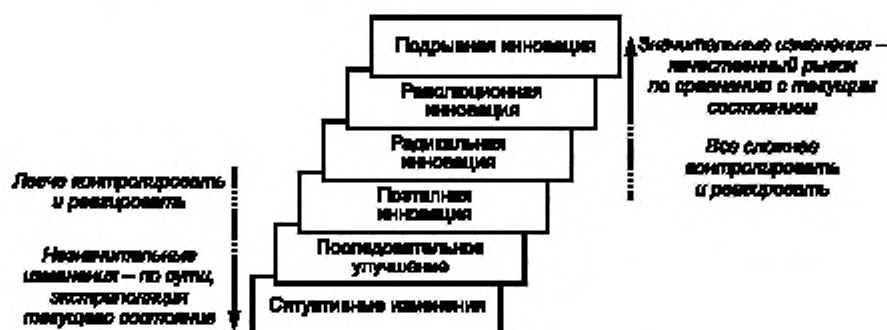 Подрывная инновация
Революционная
инновация
Радикальная
инновация
Поэтапная
инновация
Последовательное
улучшение
Ситуативные изменения
Значительные изменения –
качественный рывок
по сравнению с текущим
состоянием
Все сложнее
контролировать
и реагировать
Легче контролировать
и реагировать
Незначительные
изменения – по сути,
экстраполяция
текущего состояния